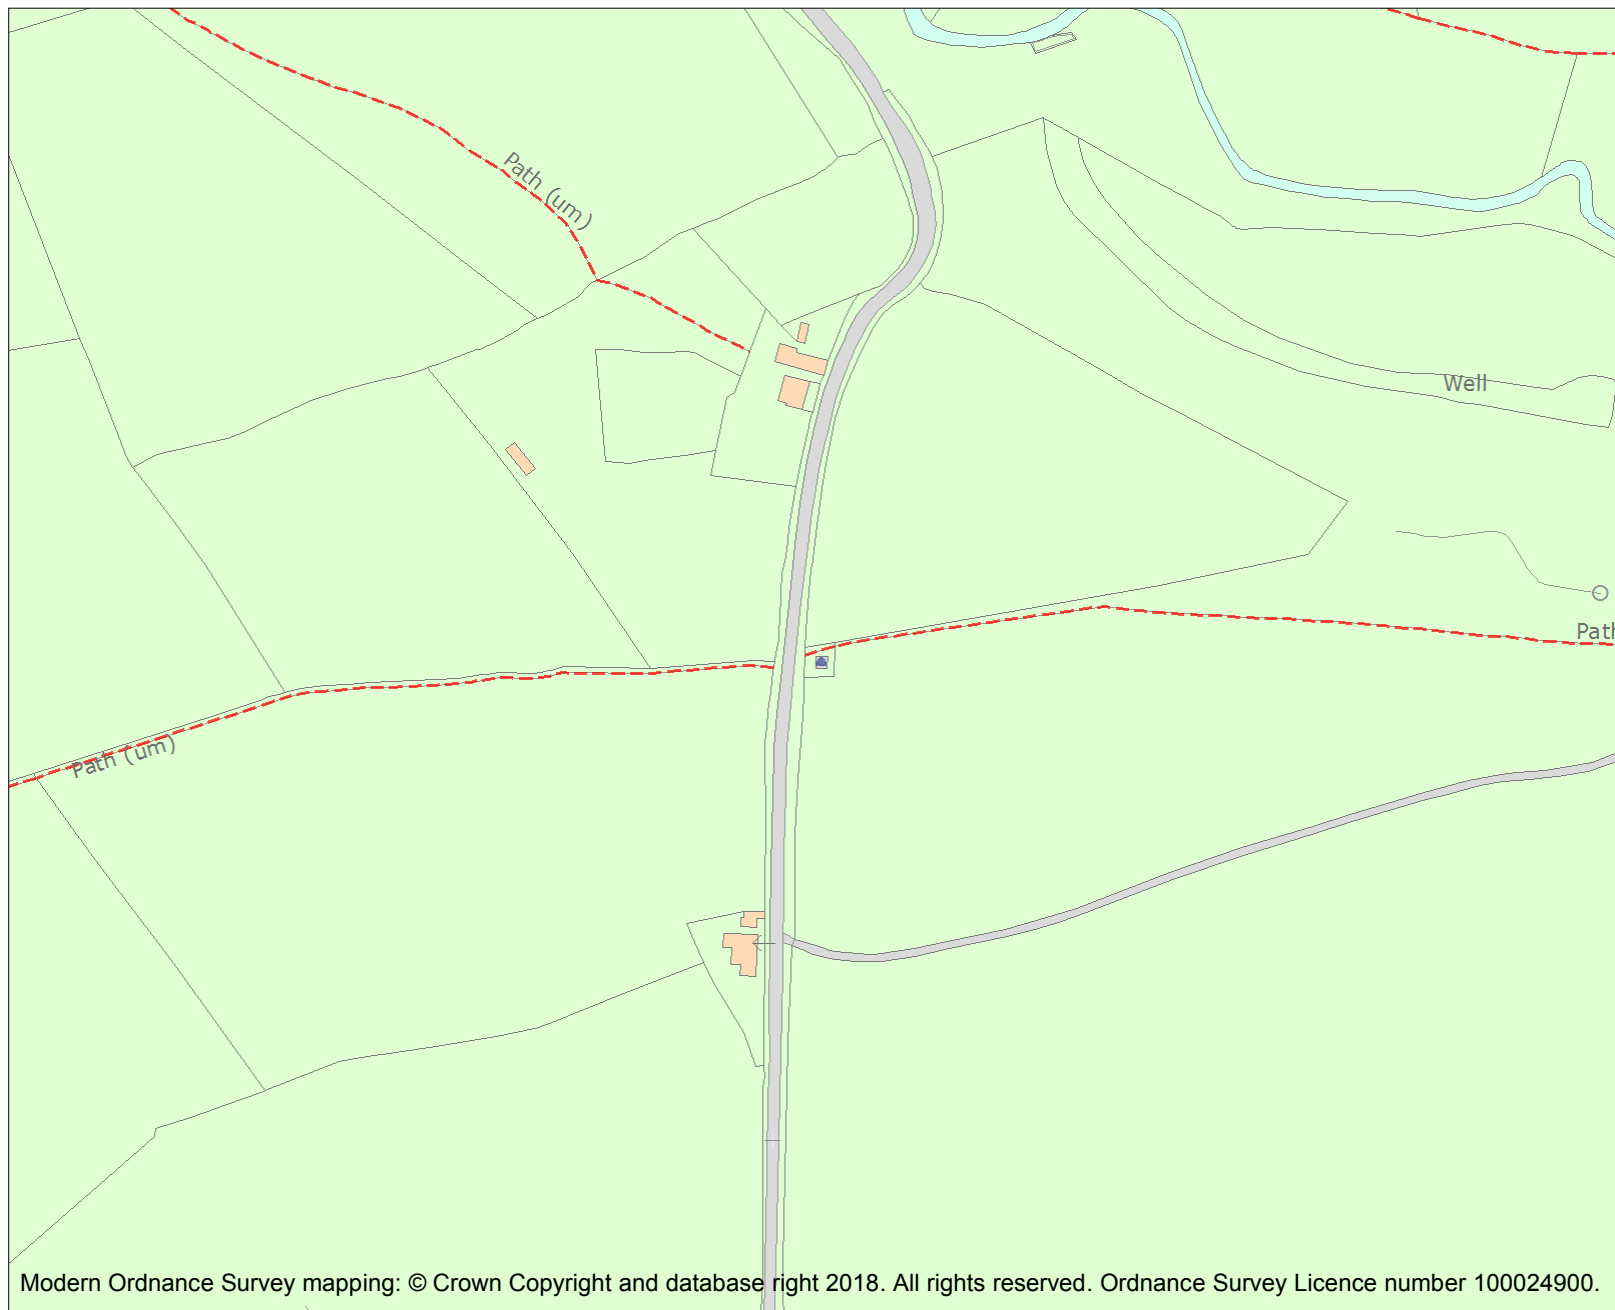 Path (um)
Well
Path
Path (um)
Modern Ordnance Survey mapping: © Crown Copyright and database right 2018. All rights reserved. Ordnance Survey Licence number 100024900.